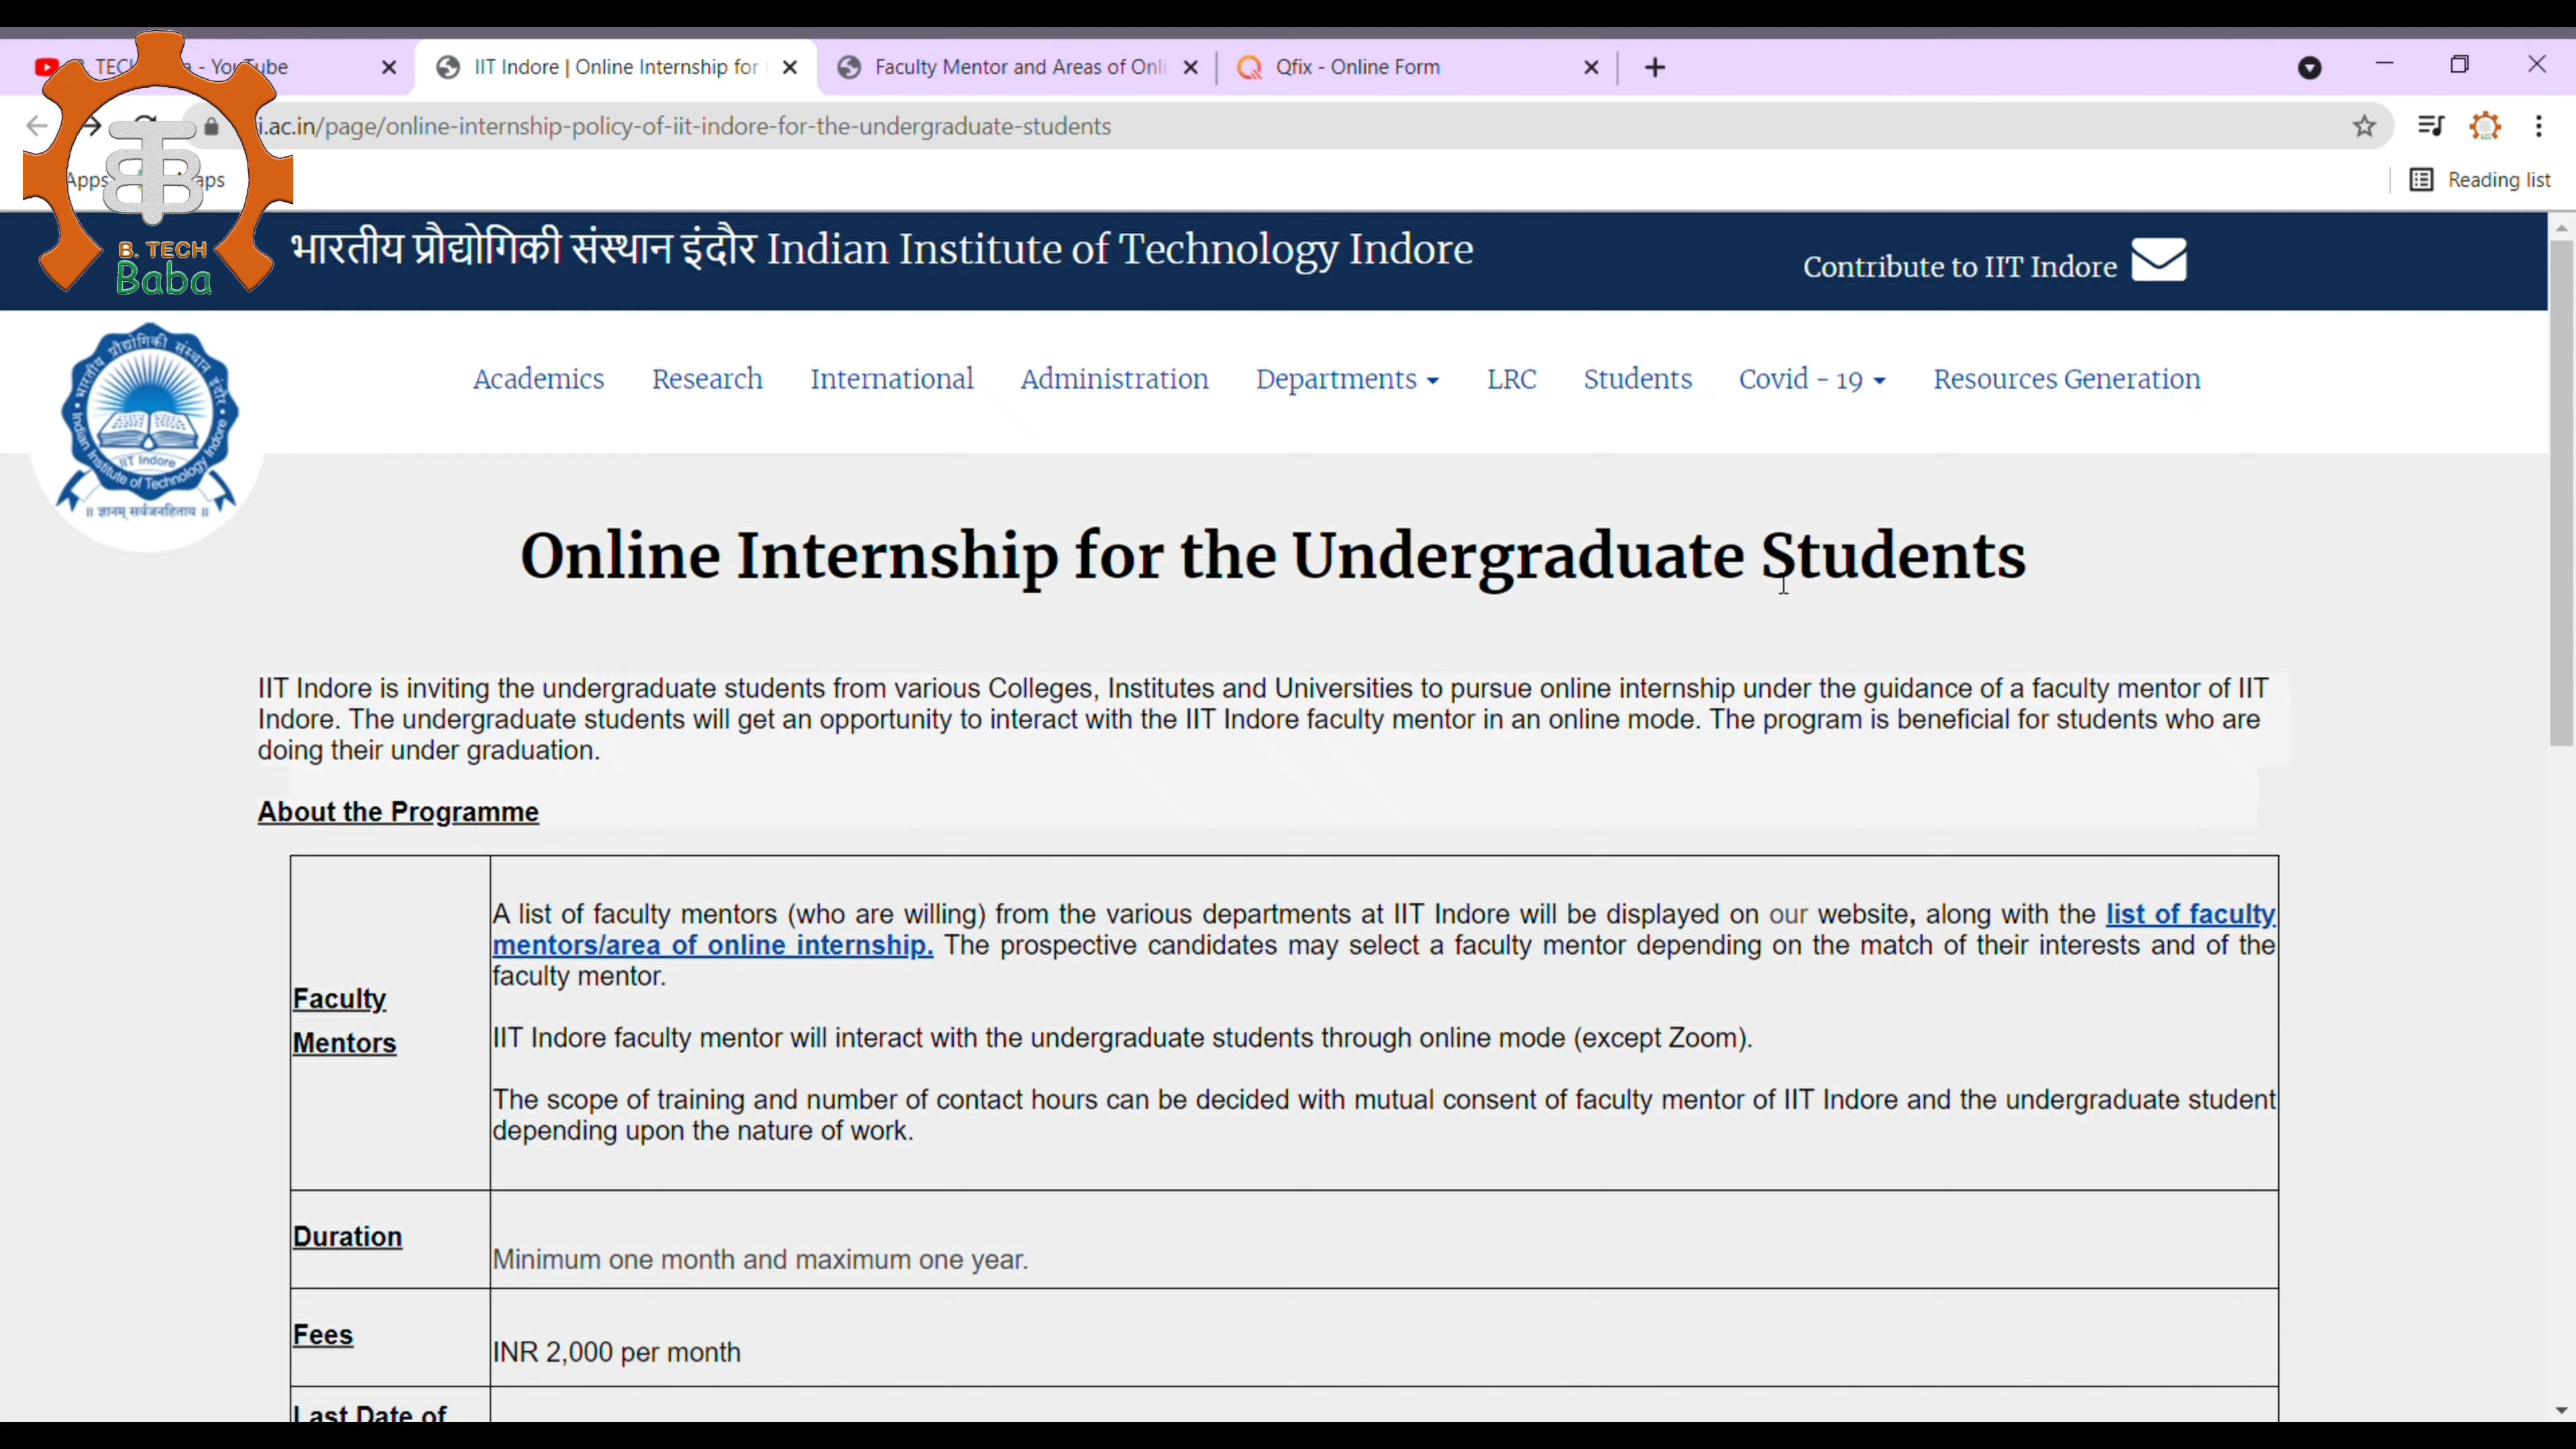 YouTube
IIT Indore | Online Internship for
Faculty Mentor and Areas of Onli
Qfix - Online Form
i.ac.in/page/online-internship-policy-of-iit-indore-for-the-undergraduate-students
Apps
Reading list
B. TECH
Baba
भारतीय प्रौद्योगिकी संस्थान इंदौर Indian Institute of Technology Indore
Contribute to IIT Indore
Academics Research International Administration Departments LRC Students Covid - 19 Resources Generation
भारतीय प्रौद्योगिकी संस्थान इंदौर
IIT Indore
Indian Institute of Technology Indore
॥ ज्ञानम् सर्वजनहिताय ॥
Online Internship for the Undergraduate Students
IIT Indore is inviting the undergraduate students from various Colleges, Institutes and Universities to pursue online internship under the guidance of a faculty mentor of IIT
Indore. The undergraduate students will get an opportunity to interact with the IIT Indore faculty mentor in an online mode. The program is beneficial for students who are
doing their under graduation.
About the Programme
Faculty
Mentors
A list of faculty mentors (who are willing) from the various departments at IIT Indore will be displayed on our website, along with the list of faculty
mentors/area of online internship. The prospective candidates may select a faculty mentor depending on the match of their interests and of the
faculty mentor.
IIT Indore faculty mentor will interact with the undergraduate students through online mode (except Zoom).
The scope of training and number of contact hours can be decided with mutual consent of faculty mentor of IIT Indore and the undergraduate student
depending upon the nature of work.
Duration
Minimum one month and maximum one year.
Fees
INR 2,000 per month
Last Date of